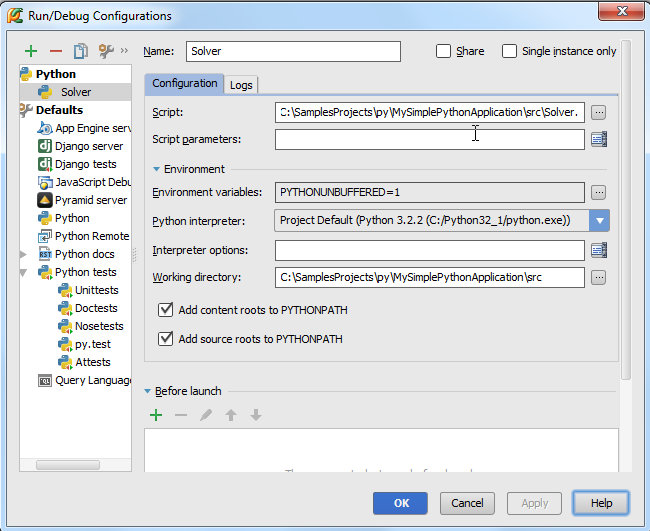 Run/Debug Configurations
Name: Solver Share Single instance only
Python
Solver
Defaults
App Engine serv
Django server
Django tests
JavaScript Debu
Pyramid server
Python
Python Remote
Python docs
Python tests
Unittests
Doctests
Nosetests
py.test
Attests
Query Language
Configuration Logs
Script: C:\SamplesProjects\py\MySimplePythonApplication\src\Solver.
Script parameters:
Environment
Environment variables: PYTHONUNBUFFERED=1
Python interpreter: Project Default (Python 3.2.2 (C:/Python32_1/python.exe))
Interpreter options:
Working directory: C:\SamplesProjects\py\MySimplePythonApplication\src
Add content roots to PYTHONPATH
Add source roots to PYTHONPATH
Before launch
OK Cancel Apply Help